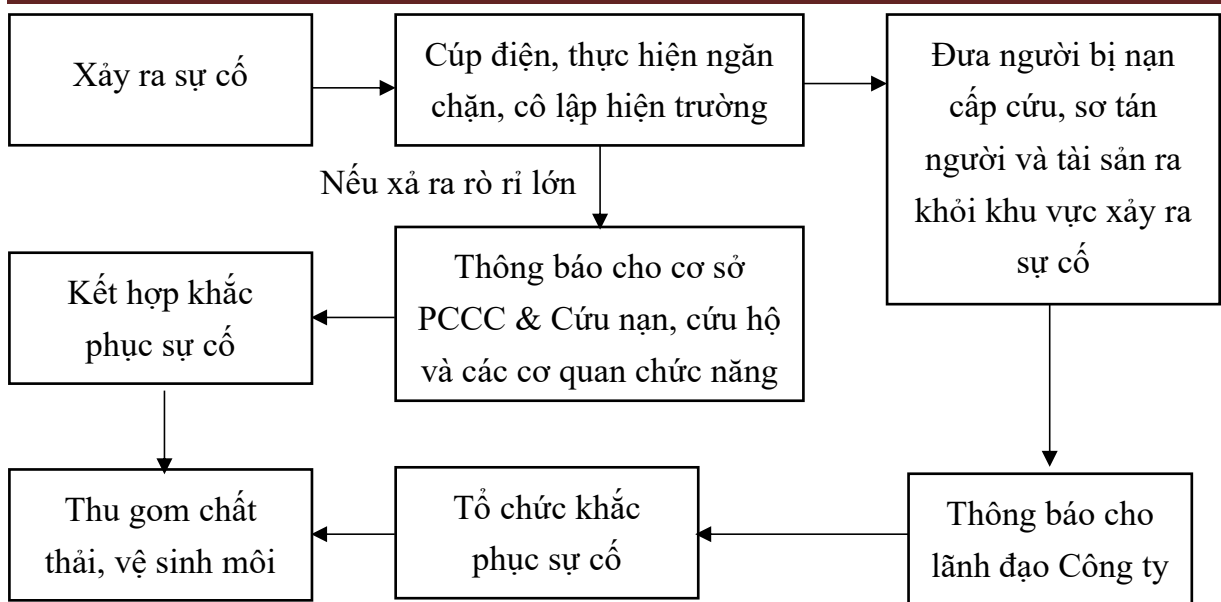 Xảy ra sự cố
Cúp điện, thực hiện ngăn
chặn, cô lập hiện trường
Đưa người bị nạn
cấp cứu, sơ tán
người và tài sản ra
khỏi khu vực xảy ra
sự cố
Nếu xả ra rò rỉ lớn
Thông báo cho cơ sở
PCCC & Cứu nạn, cứu hộ
và các cơ quan chức năng
Kết hợp khắc
phục sự cố
Thu gom chất
thải, vệ sinh môi
Tổ chức khắc
phục sự cố
Thông báo cho
lãnh đạo Công ty